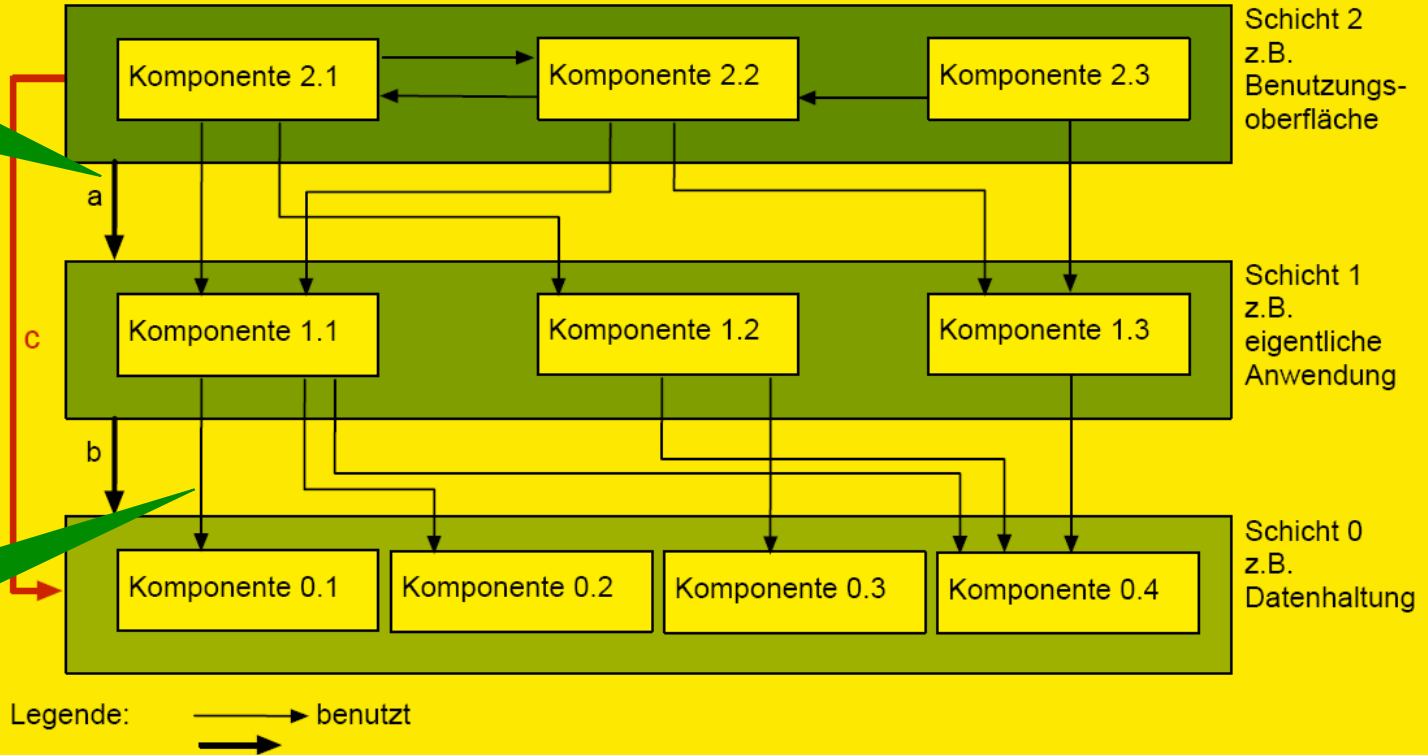 Schicht 2
z.B.
Benutzungs-
oberfläche
Komponente 2.1
Komponente 2.2
Komponente 2.3
a
Schicht 1
z.B.
eigentliche
Anwendung
Komponente 1.1
Komponente 1.2
Komponente 1.3
c
b
Schicht 0
z.B.
Datenhaltung
Komponente 0.1
Komponente 0.2
Komponente 0.3
Komponente 0.4
Legende: benutzt